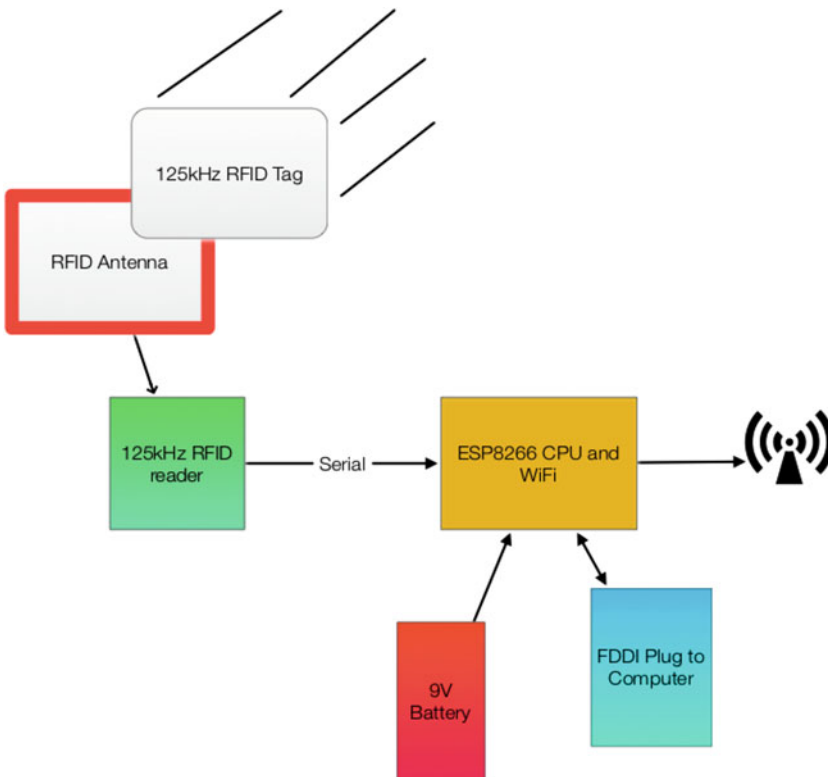 125kHz RFID Tag
RFID Antenna
125kHz RFID
reader
Serial
ESP8266 CPU and
WiFi
9V
Battery
FDDI Plug to
Computer